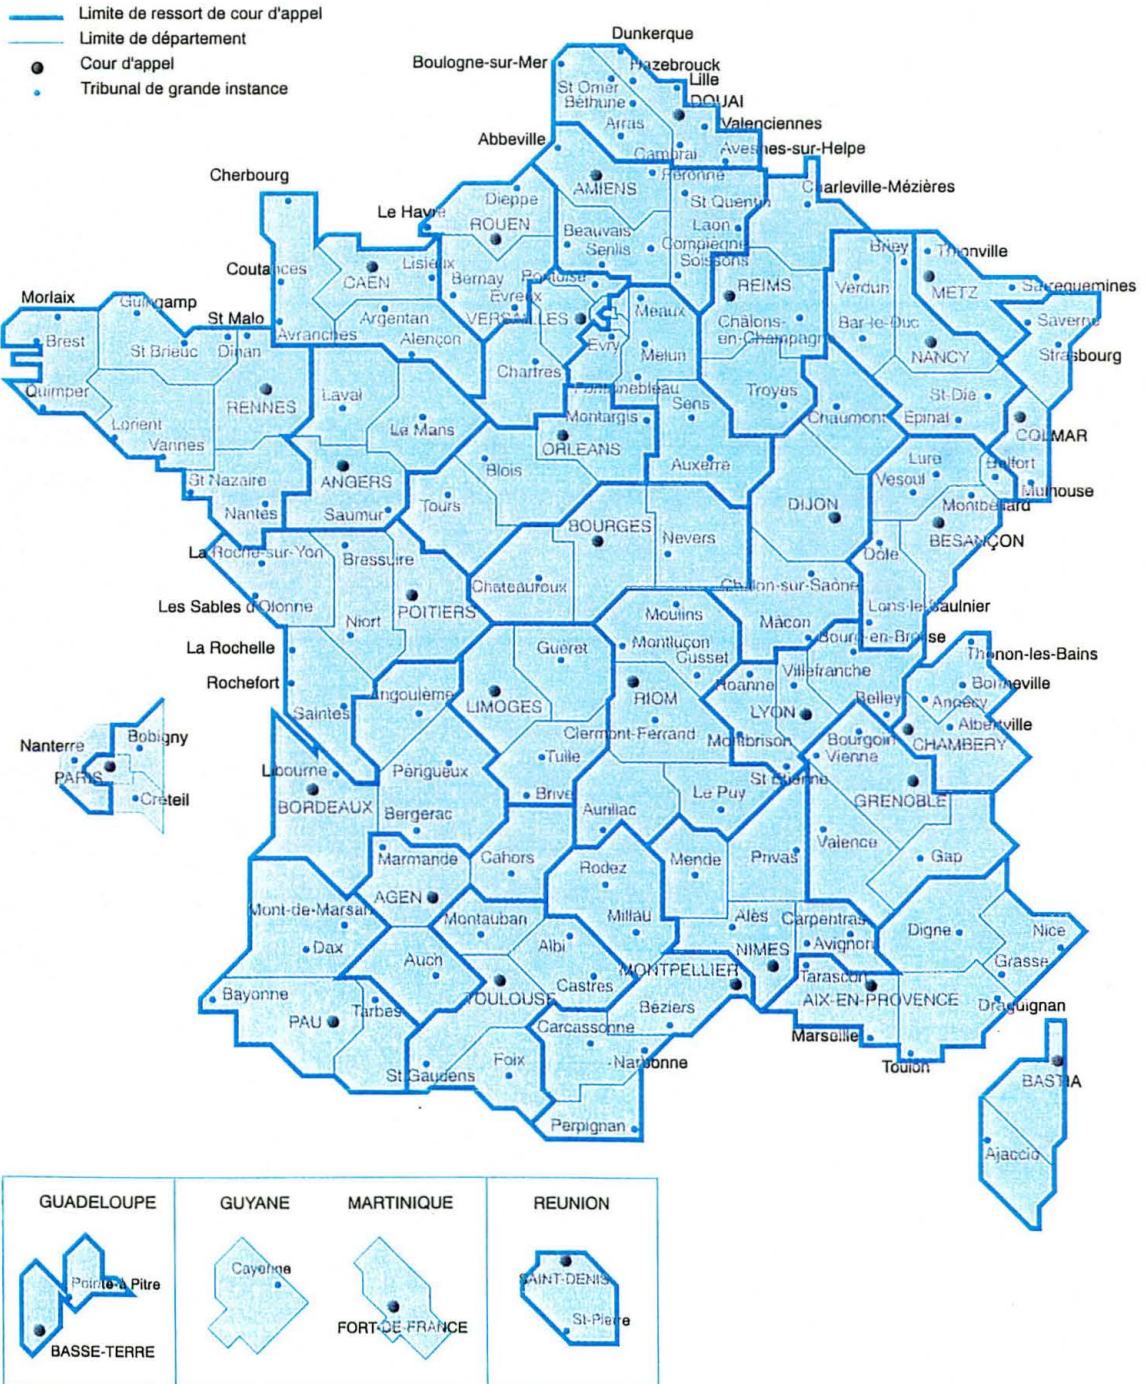 Limite de ressort de cour d'appel
Limite de département
Cour d'appel
Tribunal de grande instance
Dunkerque
Boulogne-sur-Mer
Hazebrouck
Lille
St Omer
Béthune
DOUAI
Arras
Valenciennes
Abbeville
Cambrai
Avesnes-sur-Helpe
Péronne
Cherbourg
AMIENS
Charleville-Mézières
Dieppe
St Quentin
Le Havre
ROUEN
Beauvais
Laon
Senlis
Compiègne
Soissons
Briey
Thionville
Coutances
CAEN
Lisieux
Bernay
Pontoise
REIMS
Verdun
METZ
Sarreguemines
Morlaix
Guingamp
St Malo
Evreux
Meaux
Argentan
VERSAILLES
Châlons-
en-Champagne
Bar-le-Duc
Saverne
Avranches
Brest
St Brieuc
Dinan
Alençon
Evry
Melun
NANCY
Strasbourg
Chartres
Fontainebleau
Quimper
RENNES
Laval
Troyes
St-Dié
Sens
Montargis
Chaumont
Épinal
Lorient
Le Mans
COLMAR
Vannes
ORLEANS
Blois
Auxerre
Lure
Belfort
St Nazaire
ANGERS
Vesoul
Mulhouse
Nantes
Saumur
Tours
DIJON
Montbéliard
BOURGES
Nevers
BESANÇON
La Roche-sur-Yon
Bressuire
Dole
Chateauroux
Châlon-sur-Saône
Les Sables d'Olonne
POITIERS
Moulins
Lons-le-Saulnier
Niort
Mâcon
Bourg-en-Bresse
La Rochelle
Guéret
Montluçon
Cusset
Thonon-les-Bains
Villefranche
Rochefort
Angoulême
LIMOGES
RIOM
Roanne
Bonneville
Belley
Annecy
Saintes
LYON
Albertville
Clermont-Ferrand
Montbrison
Bourgoin
CHAMBERY
Nanterre
Bobigny
Vienne
PARIS
Libourne
Périgueux
Tulle
St Etienne
Créteil
BORDEAUX
Brive
Le Puy
GRENOBLE
Bergerac
Aurillac
Valence
Marmande
Cahors
Rodez
Mende
Privas
Gap
AGEN
Mont-de-Marsan
Montauban
Millau
Alès
Carpentras
Digne
Nice
Dax
Albi
NIMES
Avignon
Auch
Grasse
MONTPELLIER
Tarascon
Bayonne
TOULOUSE
Castres
AIX-EN-PROVENCE
Draguignan
PAU
Tarbes
Béziers
Carcassonne
Marseille
Foix
Narbonne
Toulon
St Gaudens
BASTIA
Perpignan
Ajaccio
GUADELOUPE
GUYANE
MARTINIQUE
REUNION
Cayenne
SAINT-DENIS
Pointe-à Pitre
St-Pierre
FORT-DE-FRANCE
BASSE-TERRE